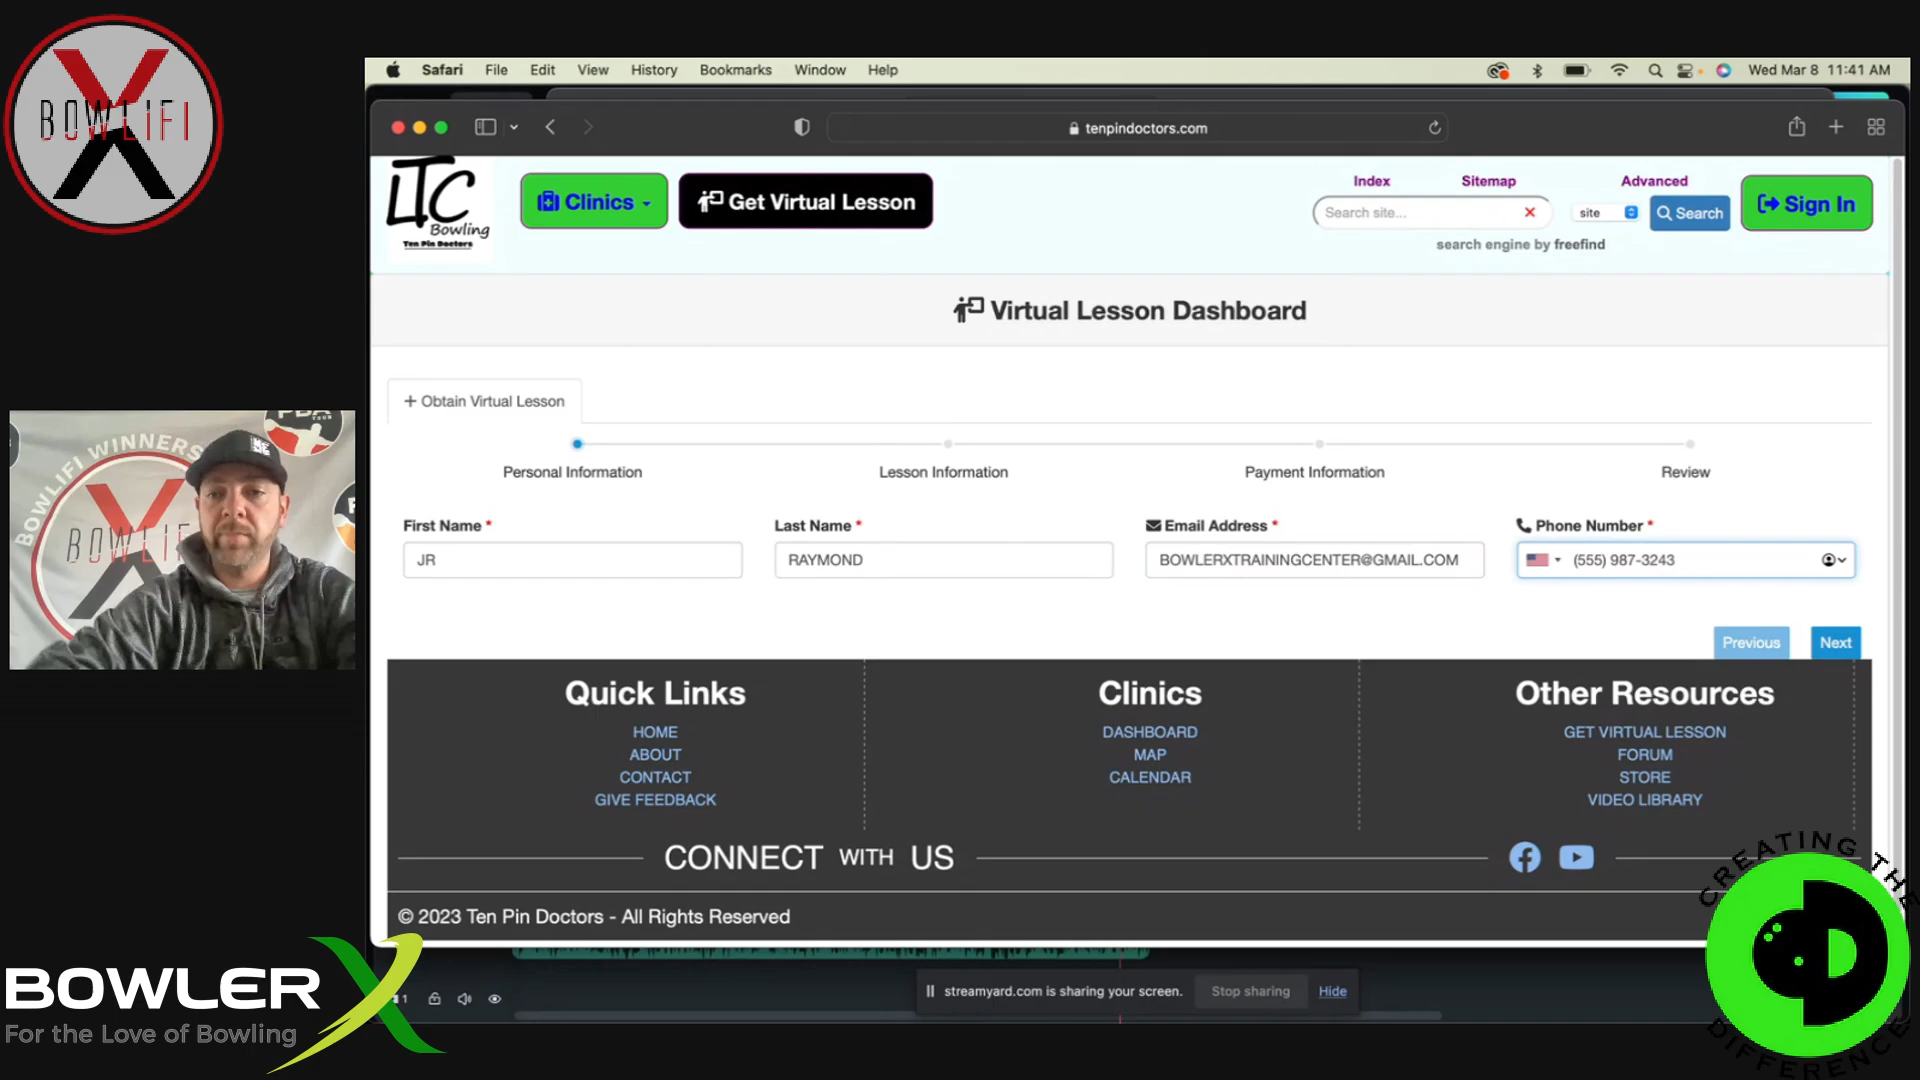 BOWLIFI
Safari File Edit View History Bookmarks Window Help
Wed Mar 8 11:41 AM
tenpindoctors.com
LTC
Bowling
Ten Pin Doctors
Clinics
Get Virtual Lesson
Index Sitemap Advanced
Search site...
site
Search
Sign In
search engine by freefind
Virtual Lesson Dashboard
+ Obtain Virtual Lesson
Personal Information Lesson Information Payment Information Review
First Name * Last Name * Email Address * Phone Number *
JR RAYMOND BOWLERXTRAININGCENTER@GMAIL.COM (555) 987-3243
BOWLIFI WINNERS
BOWLIF
Previous Next
Quick Links Clinics Other Resources
HOME DASHBOARD GET VIRTUAL LESSON
ABOUT MAP FORUM
CONTACT CALENDAR STORE
GIVE FEEDBACK VIDEO LIBRARY
CONNECT WITH US
© 2023 Ten Pin Doctors - All Rights Reserved
streamyard.com is sharing your screen. Stop sharing Hide
1
BOWLERX
For the Love of Bowling
CREATING THE
DIFFERENCE